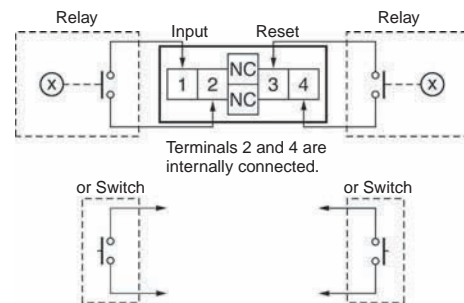 Relay
Input
Reset
Relay
X
1
2
NC
NC
3
4
X
Terminals 2 and 4 are
internally connected.
or Switch
or Switch